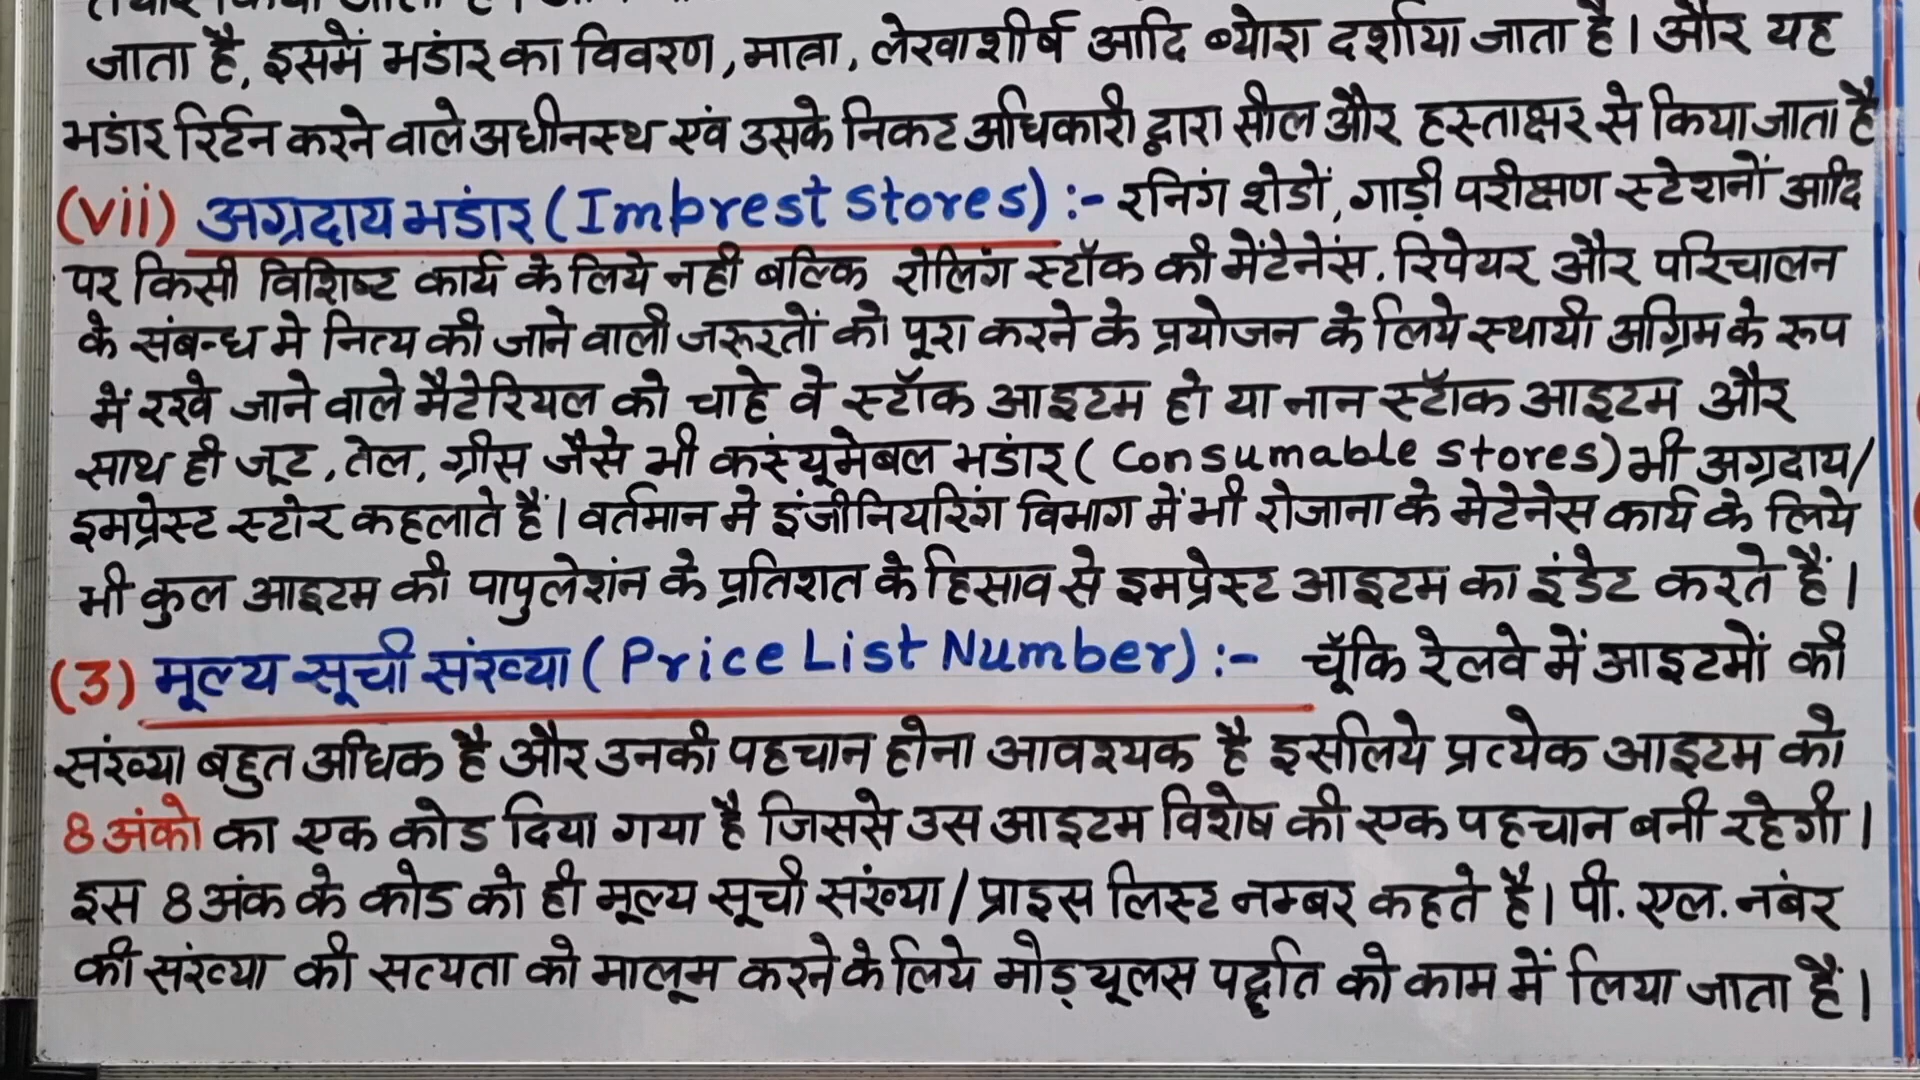 जाता है, इसमें भडांर का विवरण, मात्रा, लेखाशीर्ष आदि ब्योरा दर्शाया जाता है। और यह
भडांर रिर्टन करने वाले अधीनस्थ एवं उसके निकट अधिकारी द्वारा सील और हस्ताक्षर से किया जाता है
(vii) अग्रदाय भडांर (Imprest stores) :- रनिंग शेडों, गाड़ी परीक्षण स्टेशनों आदि
पर किसी विशिष्ट कार्य के लिये नही बल्कि रोलिंग स्टॉक की मेंटेनेंस, रिपेयर और परिचालन
के संबन्ध मे नित्य की जाने वाली जरूरतों को पूरा करने के प्रयोजन के लिये स्थायी अग्रिम के रूप
में रखे जाने वाले मैटेरियल को चाहे वे स्टॉक आइटम हो या नान स्टॉक आइटम और
साथ ही जूट, तेल, ग्रीस जैसे भी कंस्यूमेबल भडांर (Consumable stores) भी अग्रदाय/
इमप्रेस्ट स्टोर कहलाते हैं। वर्तमान मे इंजीनियरिंग विभाग में भी रोजाना के मेटेनेस कार्य के लिये
भी कुल आइटम की पापुलेशंन के प्रतिशत के हिसाव से इमप्रेस्ट आइटम का इंडेट करते हैं।
(3) मूल्य सूची संख्या (Price List Number) :- चूँकि रेलवे में आइटमों की
संख्या बहुत अधिक है और उनकी पहचान होना आवश्यक है इसलिये प्रत्येक आइटम को
8 अंको का एक कोड दिया गया है जिससे उस आइटम विशेष की एक पहचान बनी रहेगी।
इस 8 अंक के कोड को ही मूल्य सूची संख्या / प्राइस लिस्ट नम्बर कहते है। पी. एल. नंबर
की संख्या की सत्यता को मालूम करने के लिये मोड्यूलस पद्धति को काम में लिया जाता है।